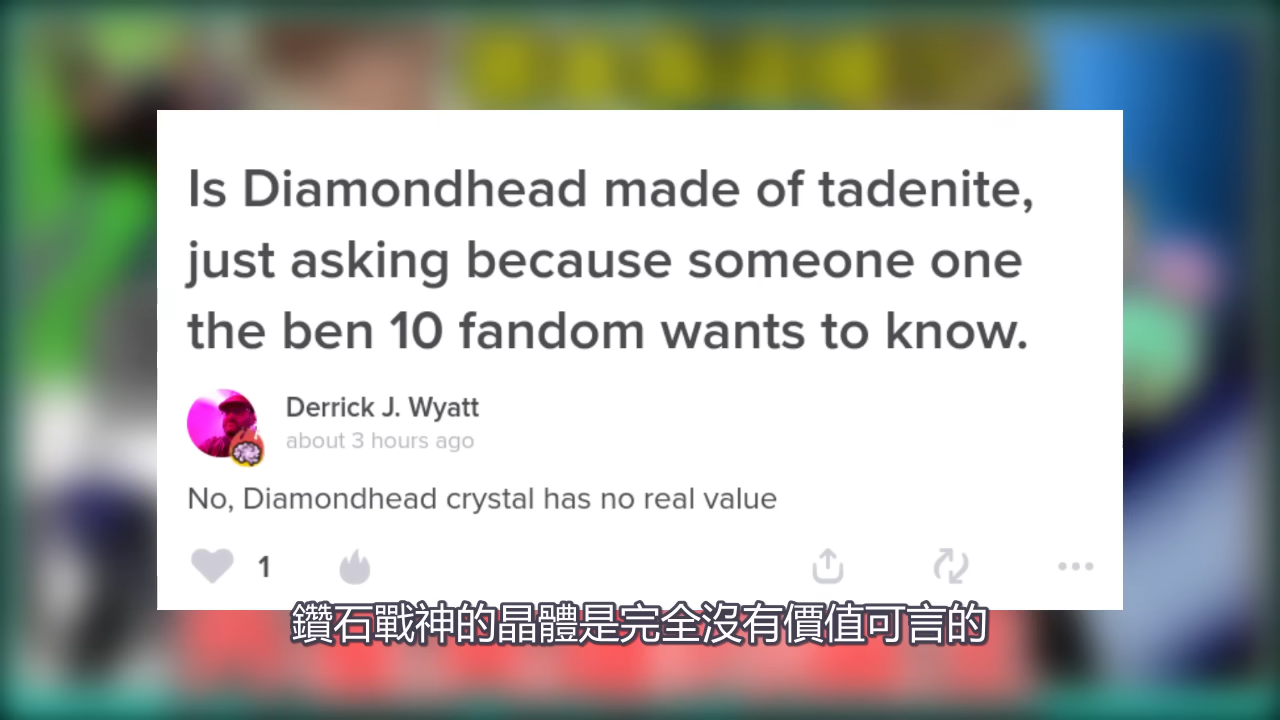 Is Diamondhead made of tadenite,
just asking because someone one
the ben 10 fandom wants to know.
Derrick J. Wyatt
about 3 hours ago
No, Diamondhead crystal has no real value
1
鑽石戰神的晶體是完全沒有價值可言的